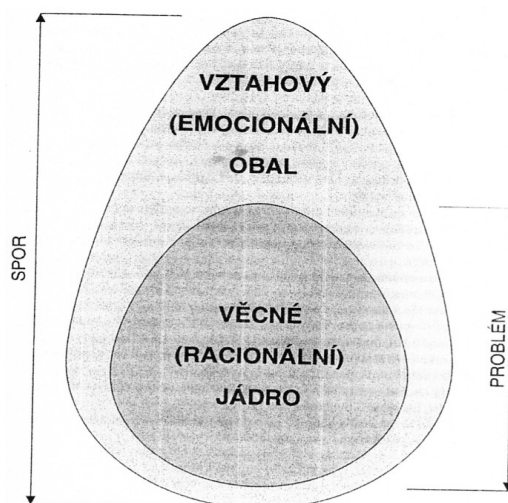 VZTAHOVÝ
(EMOCIONÁLNÍ)
OBAL
SPOR
VĚCNÉ
(RACIONÁLNÍ)
JÁDRO
PROBLÉM